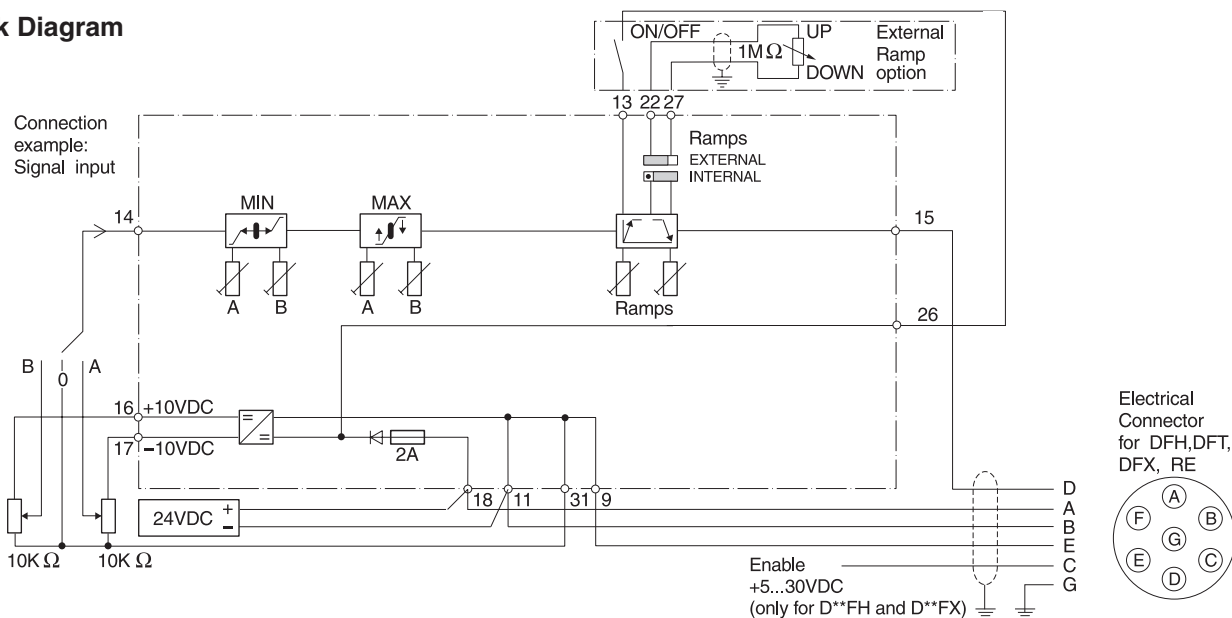 k Diagram
ON/OFF
UP
External
1MΩ
Ramp
DOWN
option
13
22
27
Connection
example:
Signal input
Ramps
EXTERNAL
INTERNAL
MIN
MAX
14
15
A
B
A
B
Ramps
26
B
0
A
16
+10VDC
=
=
17
–10VDC
2A
Electrical
Connector
for DFH,DFT,
DFX, RE
18
11
31
9
D
24VDC
+
–
A
B
E
10KΩ
10KΩ
Enable
C
+5...30VDC
G
(only for D**FH and D**FX)
A
F
B
G
E
C
D